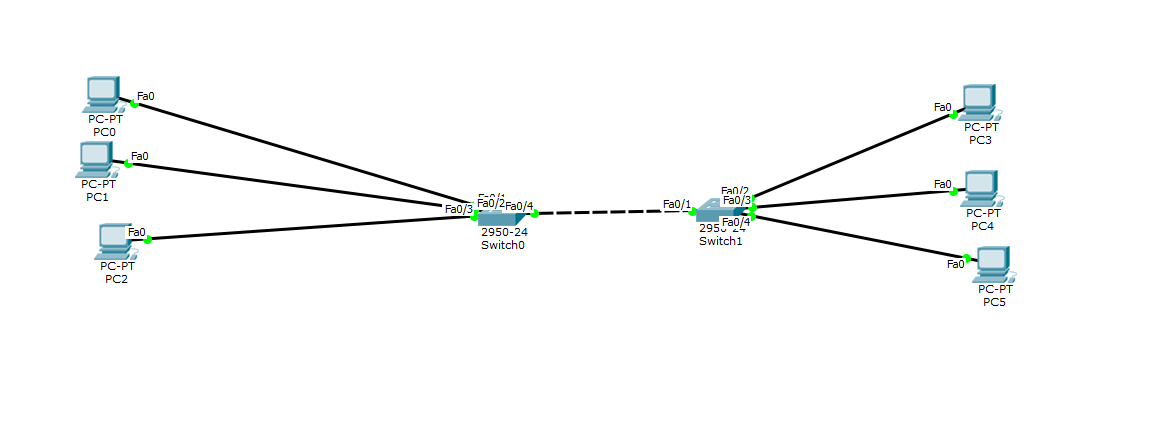 Fa0
PC-PT
PC0
Fa0
PC-PT
PC1
Fa0
PC-PT
PC2
Fa0/1
Fa0/2
Fa0/3
Fa0/4
2950-24
Switch0
Fa0/1
Fa0/2
Fa0/3
Fa0/4
2950-24
Switch1
Fa0
PC-PT
PC3
Fa0
PC-PT
PC4
Fa0
PC-PT
PC5